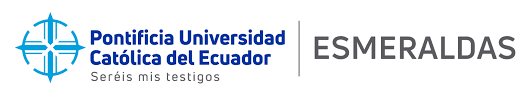 Pontificia Universidad
Católica del Ecuador
Seréis mis testigos
ESMERALDAS